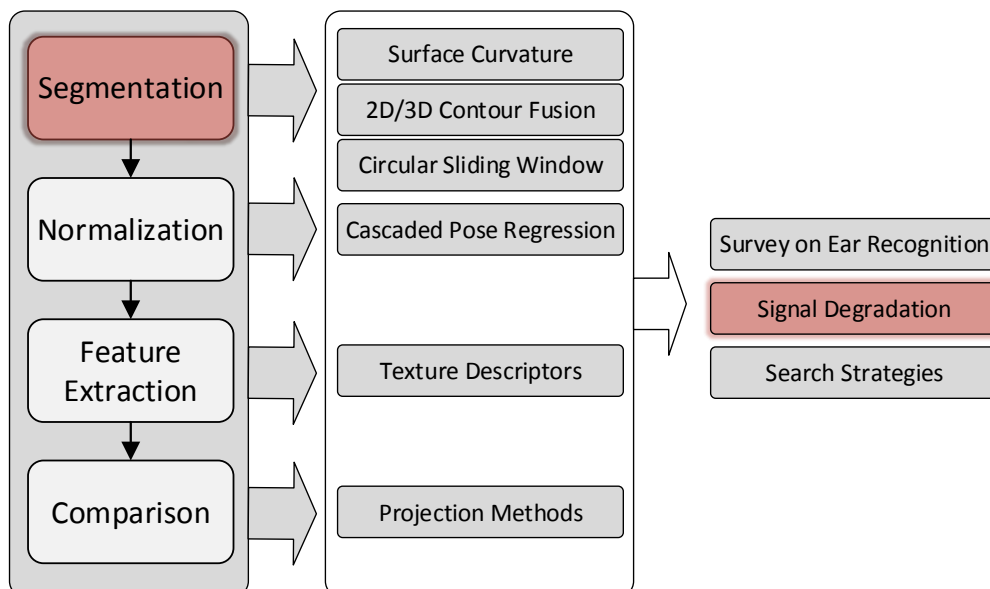 Segmentation
Normalization
Feature
Extraction
Comparison
Surface Curvature
2D/3D Contour Fusion
Circular Sliding Window
Cascaded Pose Regression
Texture Descriptors
Projection Methods
Survey on Ear Recognition
Signal Degradation
Search Strategies